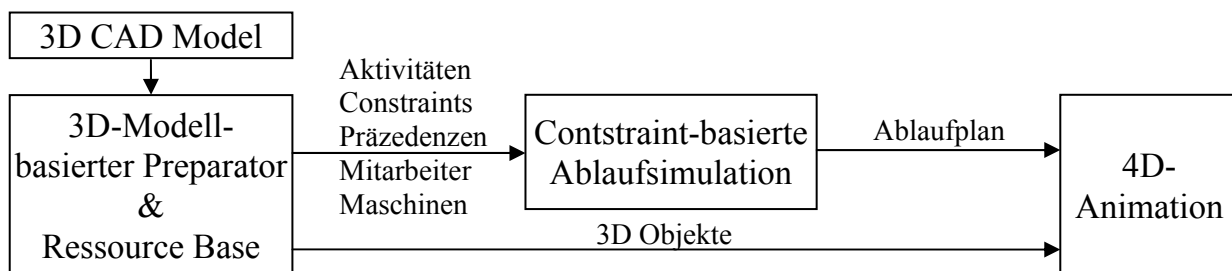 3D CAD Model
3D-Modell-
basierter Preparator
&
Ressource Base
Aktivitäten
Constraints
Präzedenzen
Mitarbeiter
Maschinen
Contstraint-basierte
Ablaufsimulation
Ablaufplan
3D Objekte
4D-
Animation